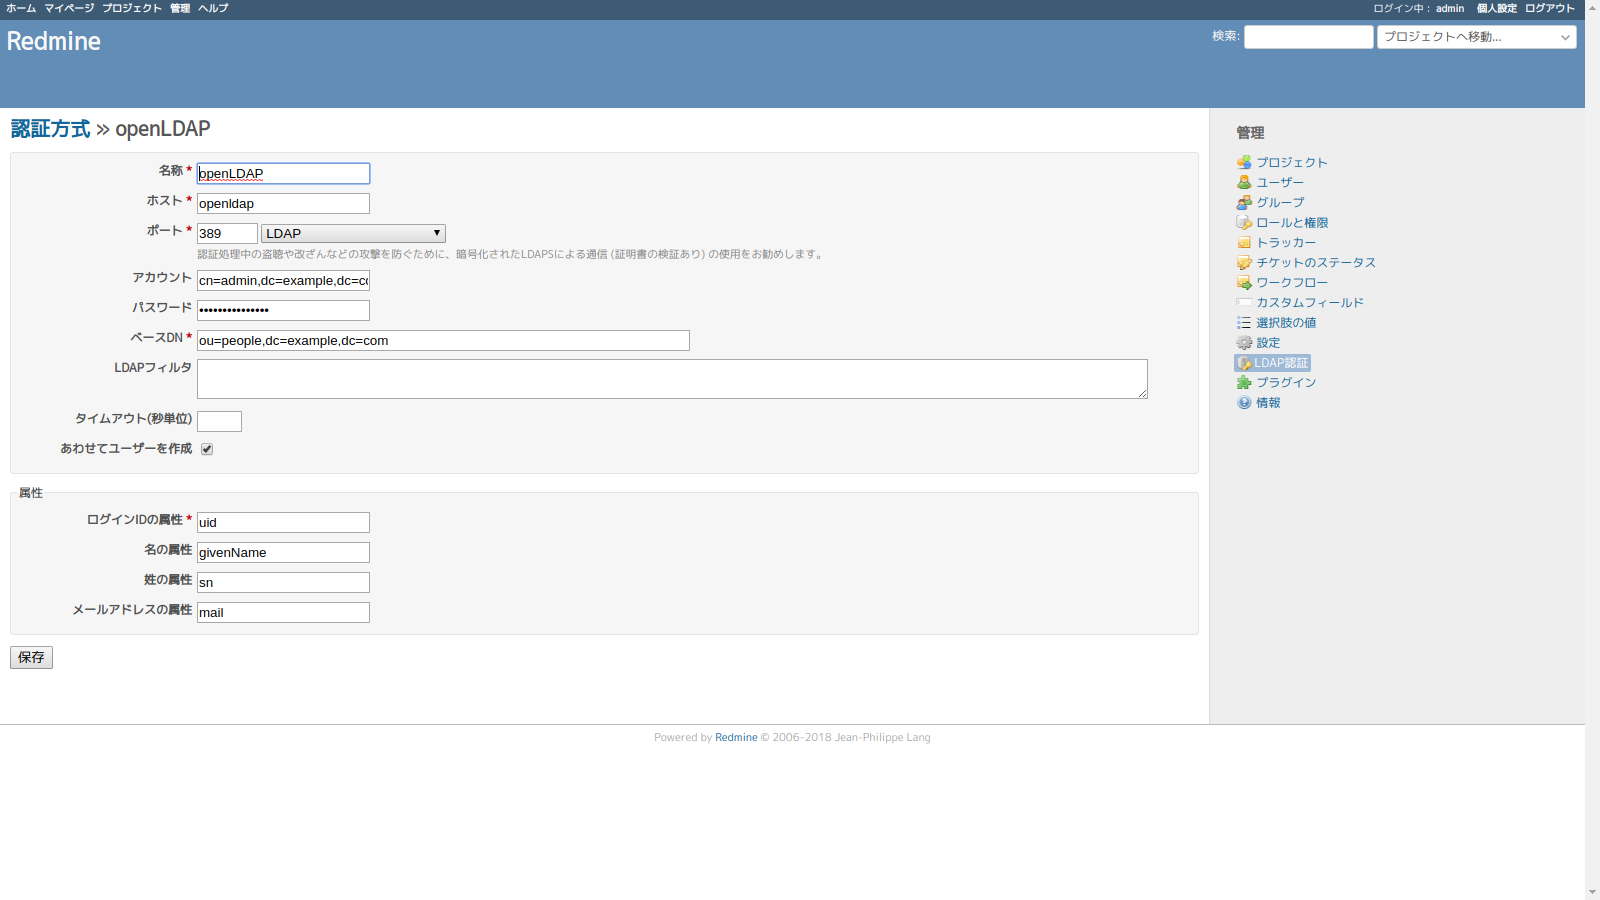 ホーム マイページ プロジェクト 管理 ヘルプ
ログイン中 : admin 個人設定 ログアウト
Redmine
検索:
プロジェクトへ移動...
認証方式 » openLDAP
名称 * openLDAP
ホスト * openldap
ポート * 389 LDAP
認証処理中の盗聴や改ざんなどの攻撃を防ぐために、暗号化されたLDAPSによる通信 (証明書の検証あり) の使用をお勧めします。
アカウント cn=admin,dc=example,dc=co
パスワード •••••••••••••••
ベースDN * ou=people,dc=example,dc=com
LDAPフィルタ
タイムアウト(秒単位)
あわせてユーザーを作成
属性
ログインIDの属性 * uid
名の属性 givenName
姓の属性 sn
メールアドレスの属性 mail
保存
管理
プロジェクト
ユーザー
グループ
ロールと権限
トラッカー
チケットのステータス
ワークフロー
カスタムフィールド
選択肢の値
設定
LDAP認証
プラグイン
情報
Powered by Redmine © 2006-2018 Jean-Philippe Lang